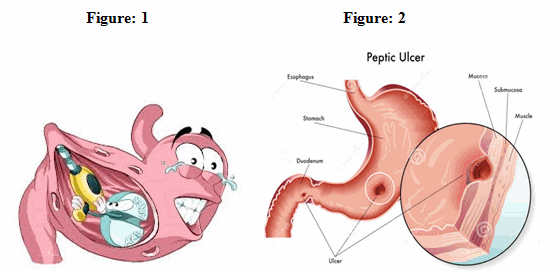 Figure: 1
Figure: 2
Peptic Ulcer
Esophagus
Mucosa
Submucosa
Stomach
Muscle
Duodenum
Ulcer